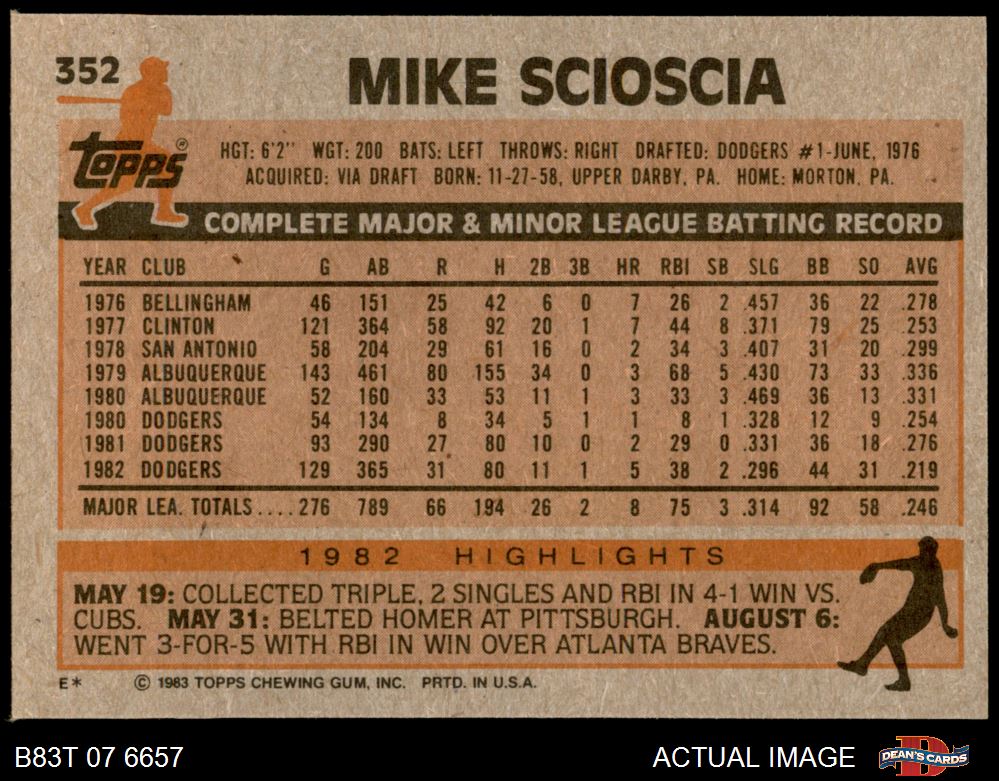 352
MIKE SCIOSCIA
topps®
HGT: 6'2" WGT: 200 BATS: LEFT THROWS: RIGHT DRAFTED: DODGERS #1-JUNE, 1976
ACQUIRED: VIA DRAFT BORN: 11-27-58, UPPER DARBY, PA. HOME: MORTON, PA.
COMPLETE MAJOR & MINOR LEAGUE BATTING RECORD
YEAR CLUB G AB R H 2B 3B HR RBI SB SLG BB SO AVG
1976 BELLINGHAM 46 151 25 42 6 0 7 26 2 .457 36 22 .278
1977 CLINTON 121 364 58 92 20 1 7 44 8 .371 79 25 .253
1978 SAN ANTONIO 58 204 29 61 16 0 2 34 3 .407 31 20 .299
1979 ALBUQUERQUE 143 461 80 155 34 0 3 68 5 .430 73 33 .336
1980 ALBUQUERQUE 52 160 33 53 11 1 3 33 3 .469 36 13 .331
1980 DODGERS 54 134 8 34 5 1 1 8 1 .328 12 9 .254
1981 DODGERS 93 290 27 80 10 0 2 29 0 .331 36 18 .276
1982 DODGERS 129 365 31 80 11 1 5 38 2 .296 44 31 .219
MAJOR LEA. TOTALS.... 276 789 66 194 26 2 8 75 3 .314 92 58 .246
1982 HIGHLIGHTS
MAY 19: COLLECTED TRIPLE, 2 SINGLES AND RBI IN 4-1 WIN VS.
CUBS. MAY 31: BELTED HOMER AT PITTSBURGH. AUGUST 6:
WENT 3-FOR-5 WITH RBI IN WIN OVER ATLANTA BRAVES.
E* © 1983 TOPPS CHEWING GUM, INC. PRTD. IN U.S.A.
B83T 07 6657 ACTUAL IMAGE DEAN'S CARDS